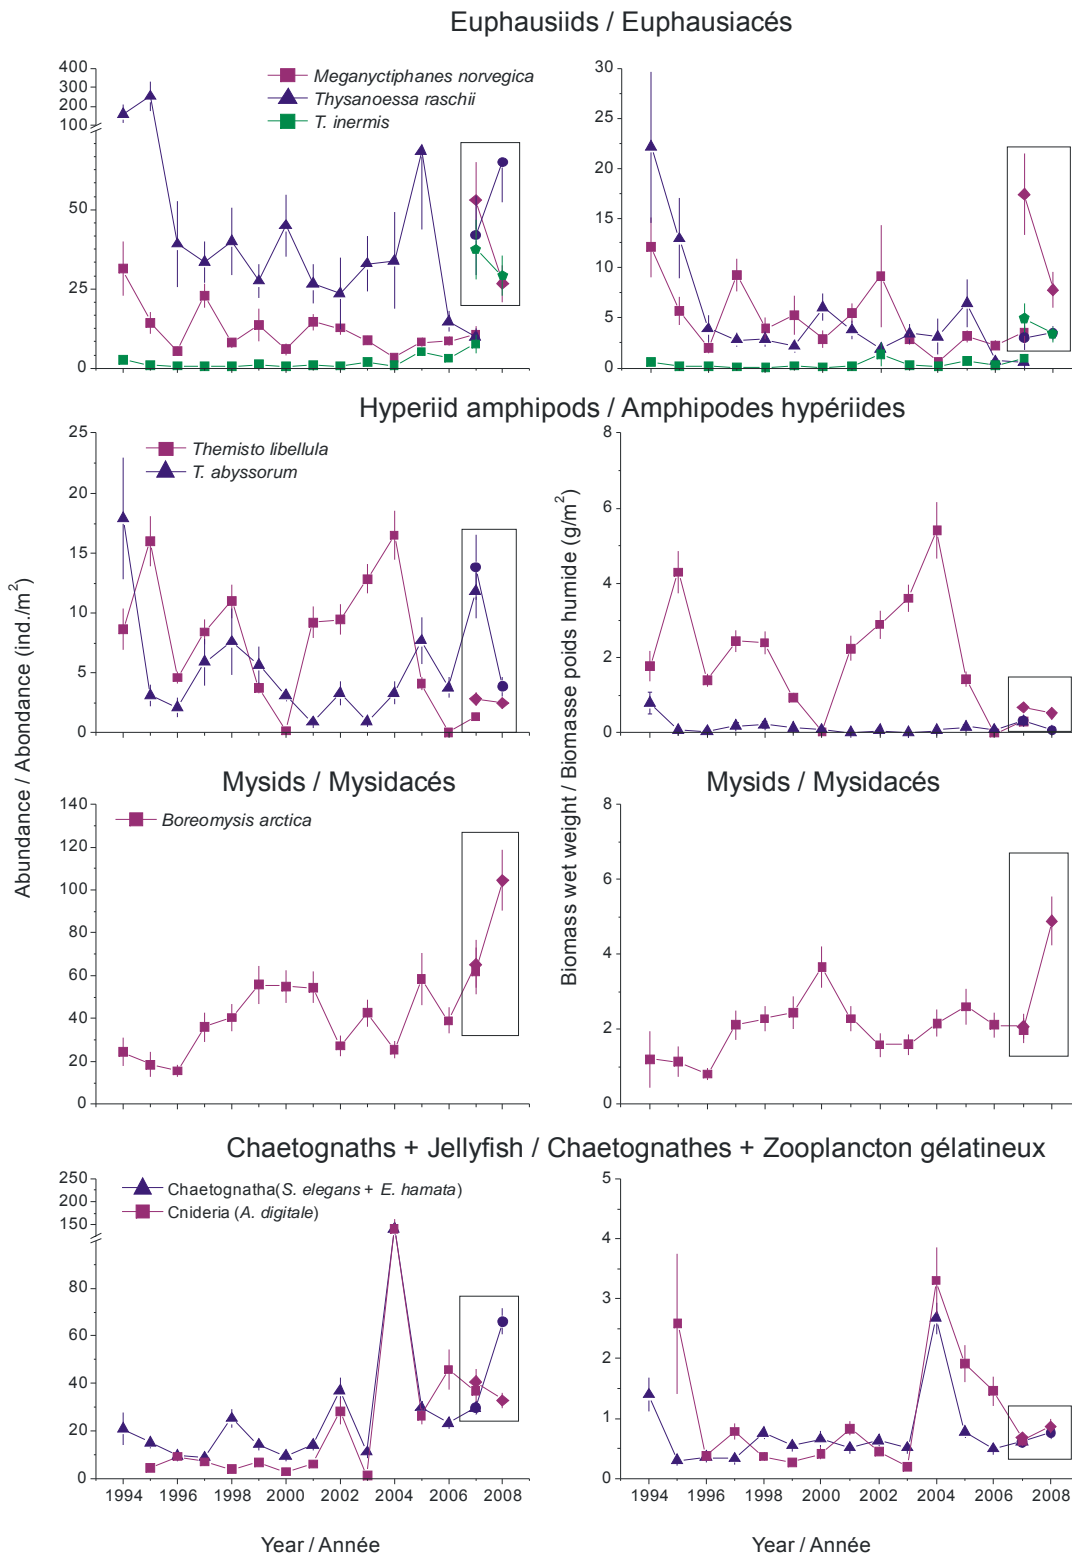 Euphausiids / Euphausiacés
400
300
200
100
50
25
0
Meganyctiphanes norvegica
Thysanoessa raschii
T. inermis
30
25
20
15
10
5
0
Hyperiid amphipods / Amphipodes hypériides
25
20
15
10
5
0
Themisto libellula
T. abyssorum
8
6
4
2
0
Abundance / Abondance (ind./m²)
Biomass wet weight / Biomasse poids humide (g/m²)
Mysids / Mysidacés
Mysids / Mysidacés
140
120
100
80
60
40
20
0
Boreomysis arctica
8
6
4
2
0
Chaetognaths + Jellyfish / Chaetognathes + Zooplancton gélatineux
250
200
150
80
60
40
20
0
Chaetognatha(S. elegans + E. hamata)
Cnideria (A. digitale)
5
4
3
2
1
0
1994 1996 1998 2000 2002 2004 2006 2008
1994 1996 1998 2000 2002 2004 2006 2008
Year / Année
Year / Année